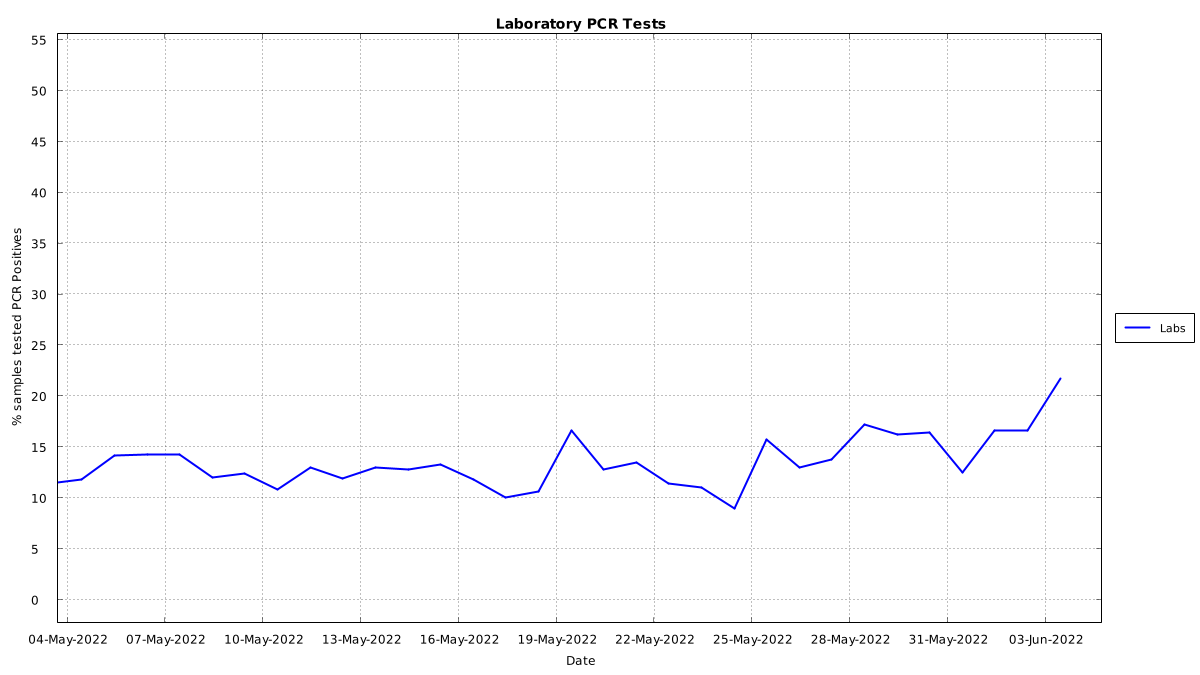 Laboratory PCR Tests
55
50
45
40
35
30
25
20
15
10
5
0
% samples tested PCR Positives
04-May-2022 07-May-2022 10-May-2022 13-May-2022 16-May-2022 19-May-2022 22-May-2022 25-May-2022 28-May-2022 31-May-2022 03-Jun-2022
Date
Labs